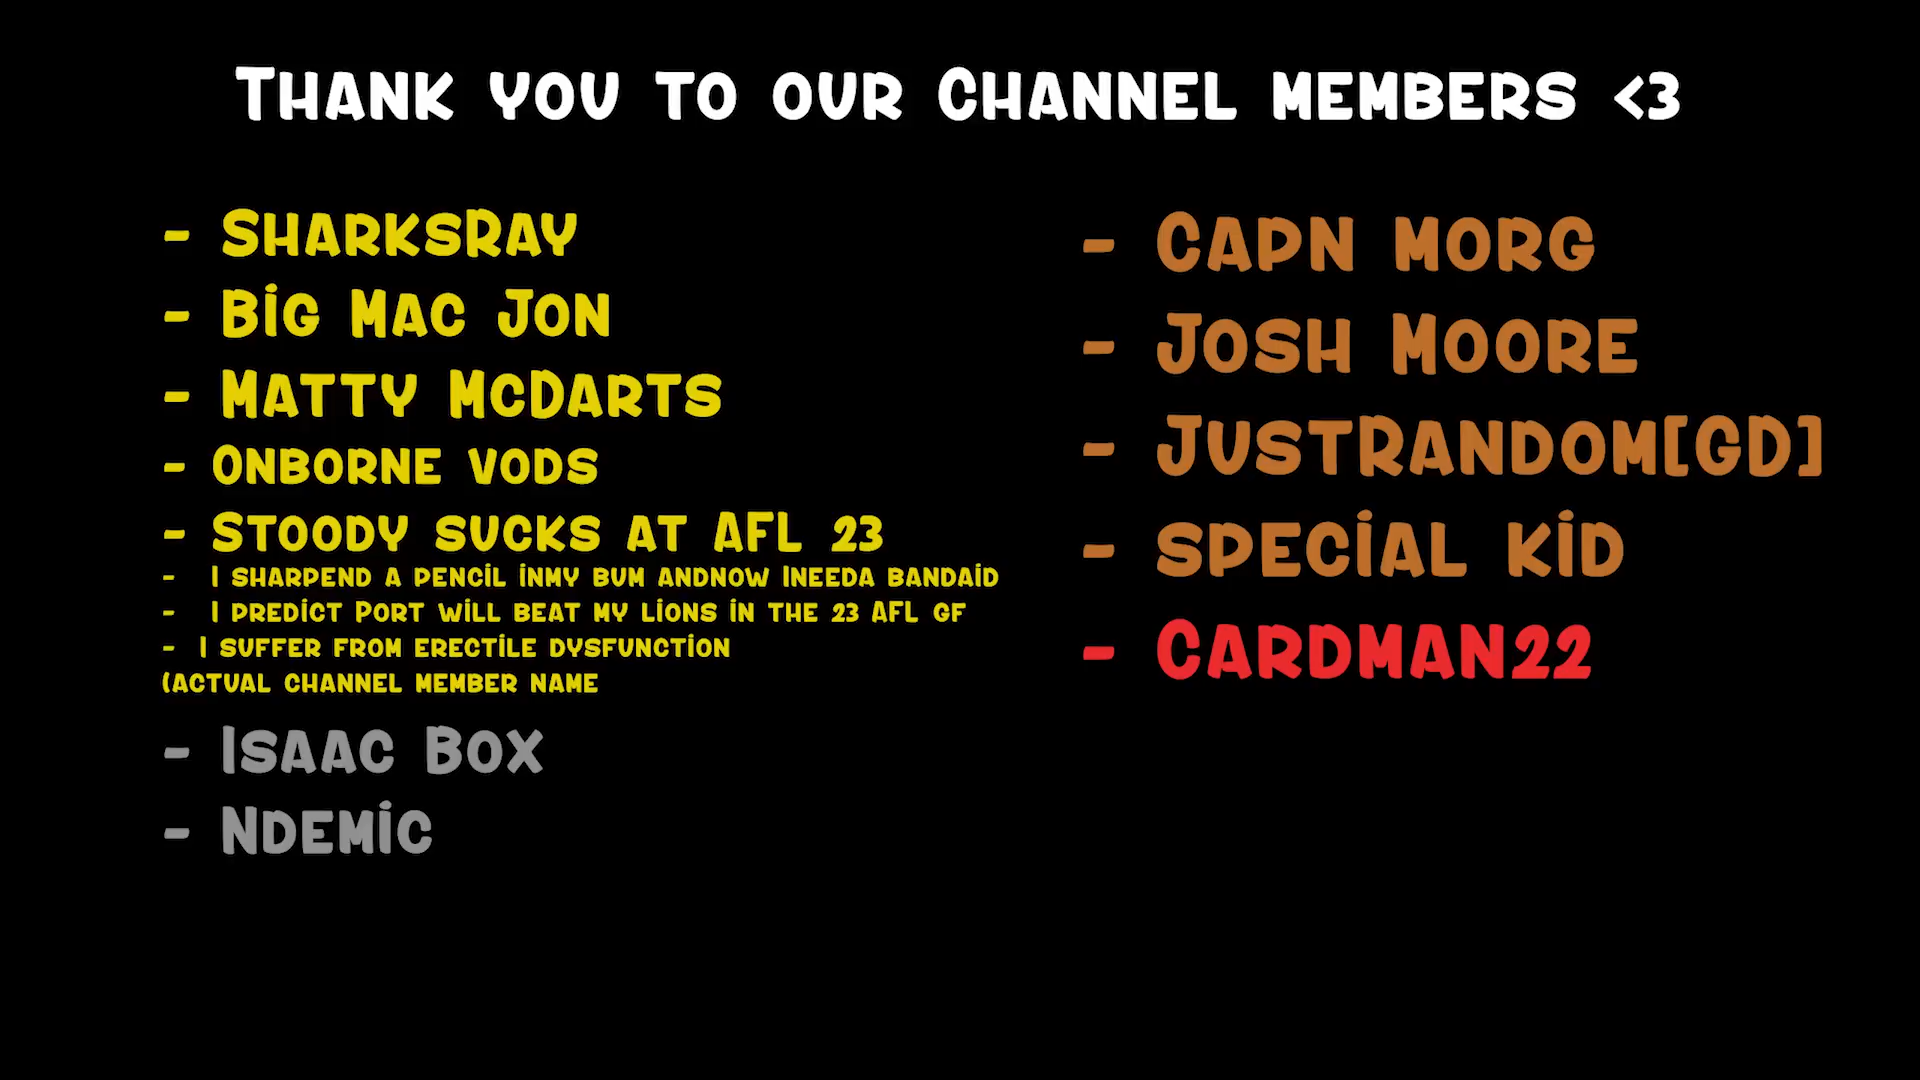 Thank you to our Channel members <3
- SharksRay
- Big Mac Jon
- Matty McDarts
- Onborne vods
- Stoody sucks at AFL 23
- I sharpend a pencil inmy bum andnow Ineeda bandaid
- I predict Port will beat my lions in the 23 AFL GF
- I suffer from erectile dysfunction
(actual channel member name
- Isaac Box
- Ndemic
- Capn Morg
- Josh Moore
- JustRandom[GD]
- special kid
- Cardman22